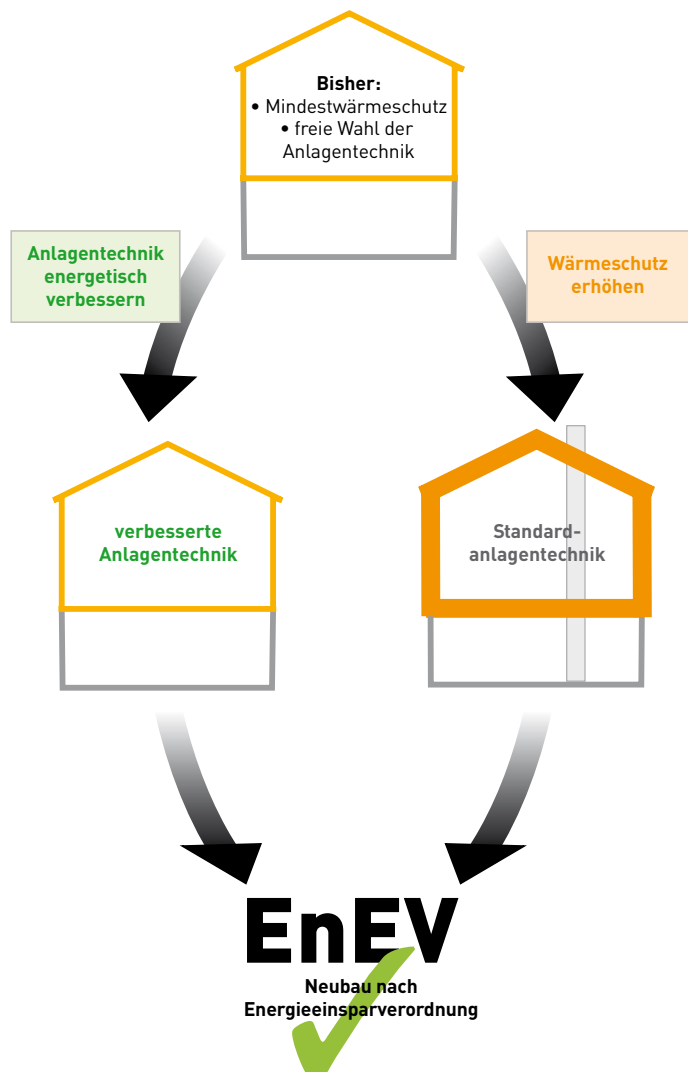 Bisher:
• Mindestwärmeschutz
• freie Wahl der
Anlagentechnik
Anlagentechnik
energetisch
verbessern
Wärmeschutz
erhöhen
verbesserte
Anlagentechnik
Standard-
anlagentechnik
EnEV
Neubau nach
Energieeinsparverordnung